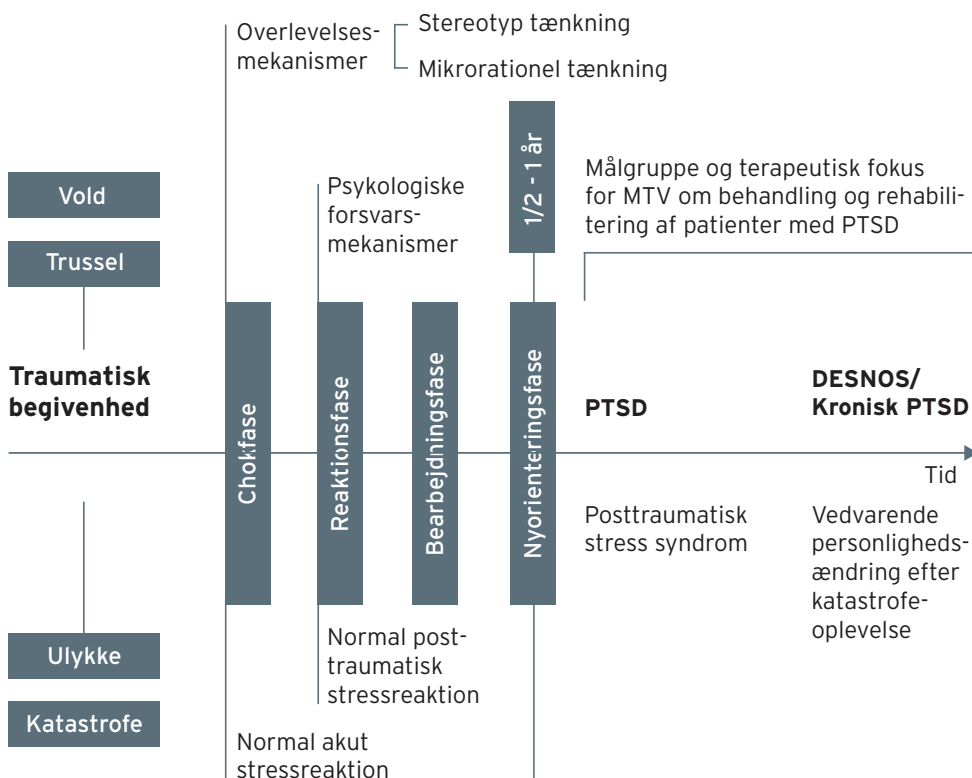 Overlevelses-
mekanismer
Stereotyp tænkning
Mikrorationel tænkning
Vold
Trussel
Traumatisk
begivenhed
Ulykke
Katastrofe
Psykologiske
forsvars-
mekanismer
1/2 - 1 år
Målgruppe og terapeutisk fokus
for MTV om behandling og rehabili-
tering af patienter med PTSD
Chokfase
Reaktionsfase
Bearbejdningsfase
Nyorienteringsfase
PTSD
DESNOS/
Kronisk PTSD
Tid
Posttraumatisk
stress syndrom
Vedvarende
personligheds-
ændring efter
katastrofe-
oplevelse
Normal post-
traumatisk
stressreaktion
Normal akut
stressreaktion